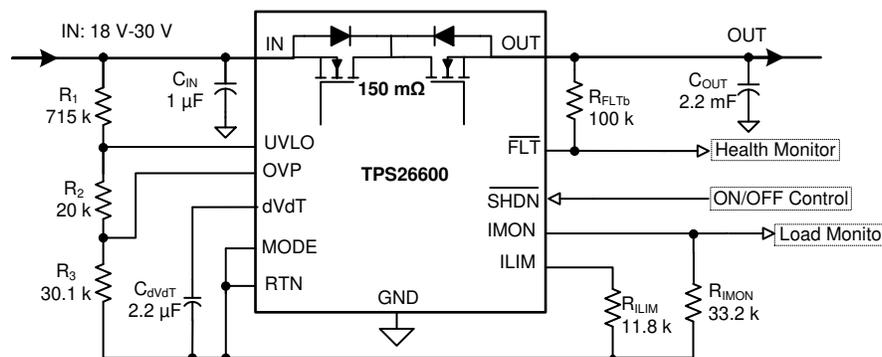 IN: 18 V-30 V
IN
OUT
OUT
CIN
1 µF
150 mΩ
COUT
2.2 mF
R1
715 k
RFLTb
100 k
UVLO
FLT
Health Monitor
OVP
TPS26600
R2
20 k
dVdT
SHDN
ON/OFF Control
MODE
IMON
Load Monito
R3
30.1 k
RTN
ILIM
CdVdT
2.2 µF
GND
RILIM
11.8 k
RIMON
33.2 k